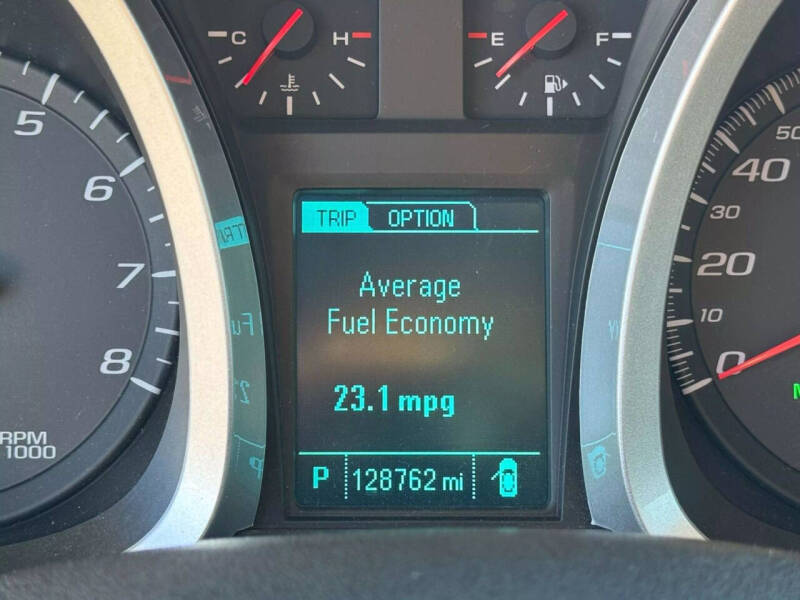 C H
E F
5
6
7
8
RPM
1000
TRIP OPTION
Average
Fuel Economy
23.1 mpg
P 128762 mi
50
40
30
20
10
0
M